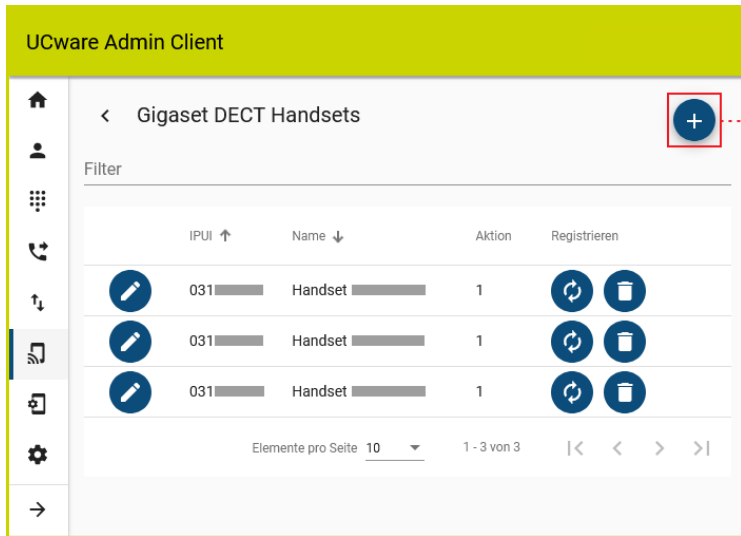 UCware Admin Client
Gigaset DECT Handsets
Filter
IPUI Name Aktion Registrieren
031 Handset 1
031 Handset 1
031 Handset 1
Elemente pro Seite 10 1 - 3 von 3